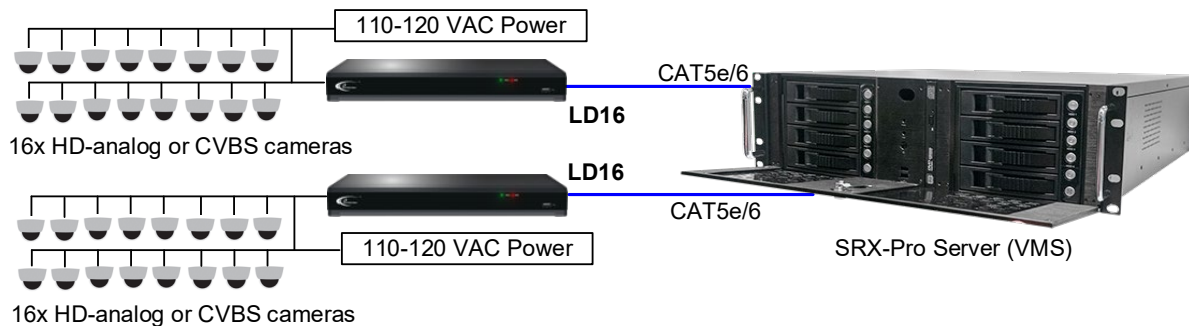 110-120 VAC Power
CAT5e/6
LD16
16x HD-analog or CVBS cameras
LD16
CAT5e/6
110-120 VAC Power
SRX-Pro Server (VMS)
16x HD-analog or CVBS cameras